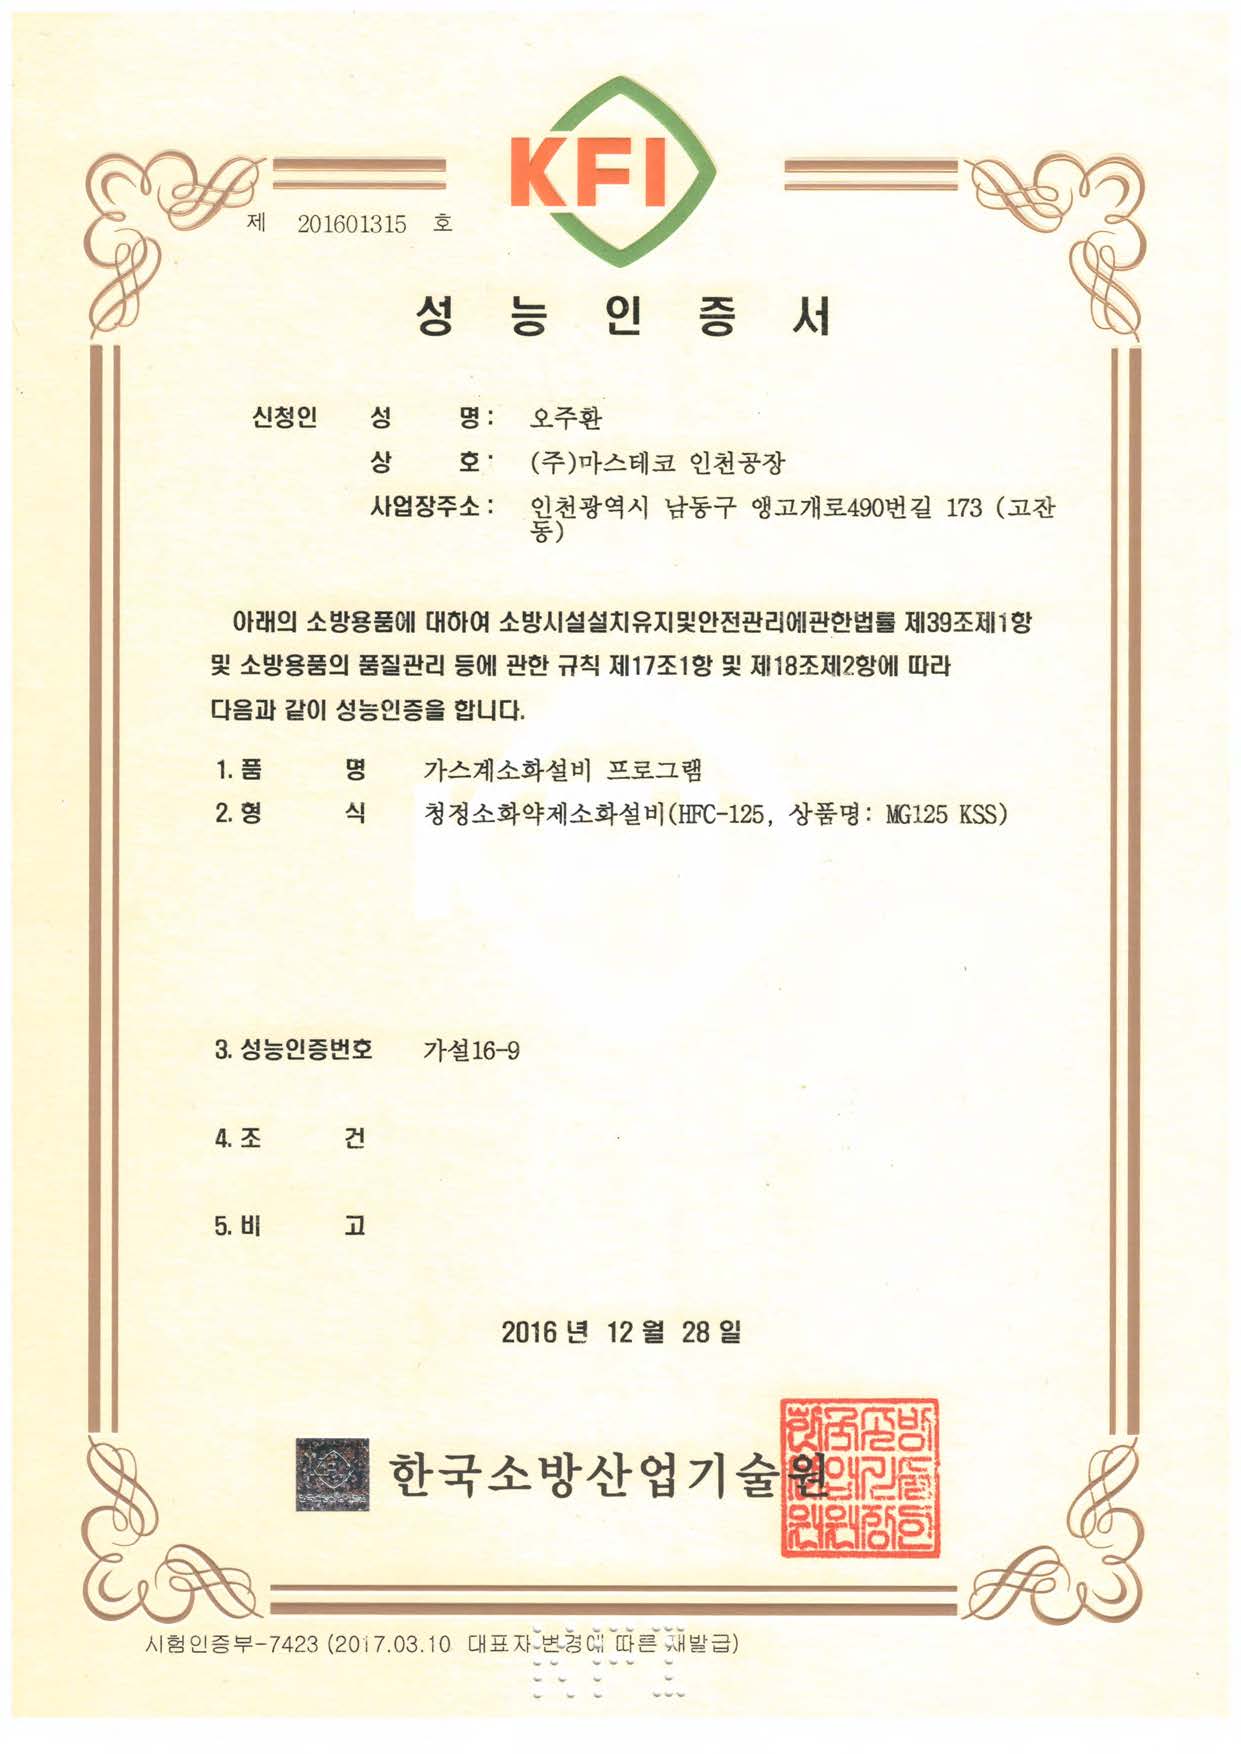 KFI
제 201601315 호
성 능 인 증 서
신청인 성 명 : 오주환
상 호 : (주)마스테코 인천공장
사업장주소 : 인천광역시 남동구 앵고개로490번길 173 (고잔
동)
아래의 소방용품에 대하여 소방시설설치유지및안전관리에관한법률 제39조제1항
및 소방용품의 품질관리 등에 관한 규칙 제17조1항 및 제18조제2항에 따라
다음과 같이 성능인증을 합니다.
1. 품 명 가스계소화설비 프로그램
2. 형 식 청정소화약제소화설비(HFC-125, 상품명: MG125 KSS)
3. 성능인증번호 가설16-9
4. 조 건
5. 비 고
2016 년 12 월 28 일
한국소방산업기술원
시험인증부-7423 (2017.03.10 대표자 변경에 따른 재발급)
KFI